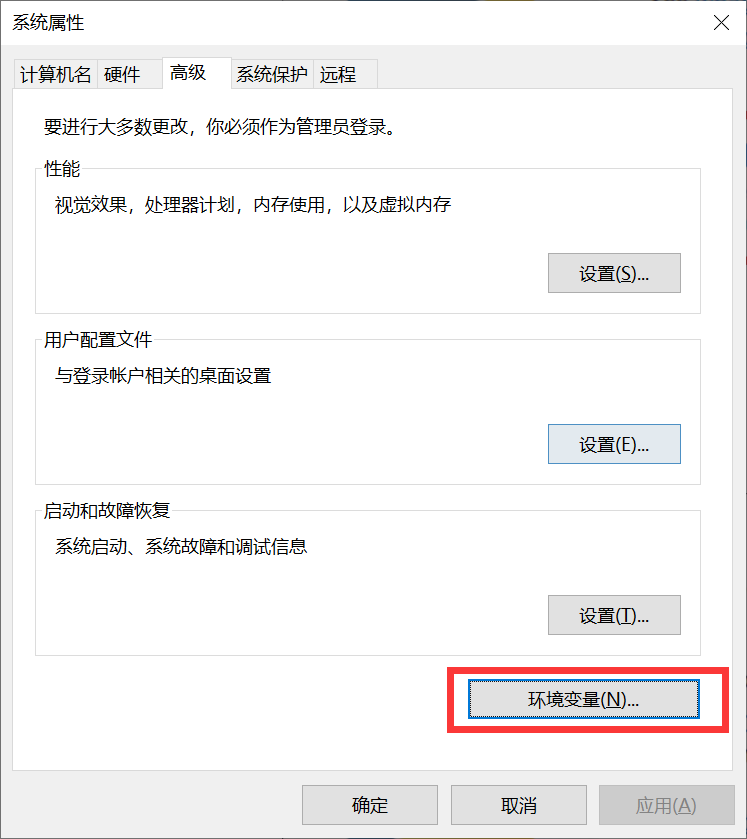 系统属性
计算机名 硬件 高级 系统保护 远程
要进行大多数更改，你必须作为管理员登录。
性能
视觉效果，处理器计划，内存使用，以及虚拟内存
设置(S)...
用户配置文件
与登录帐户相关的桌面设置
设置(E)...
启动和故障恢复
系统启动、系统故障和调试信息
设置(T)...
环境变量(N)...
确定 取消 应用(A)